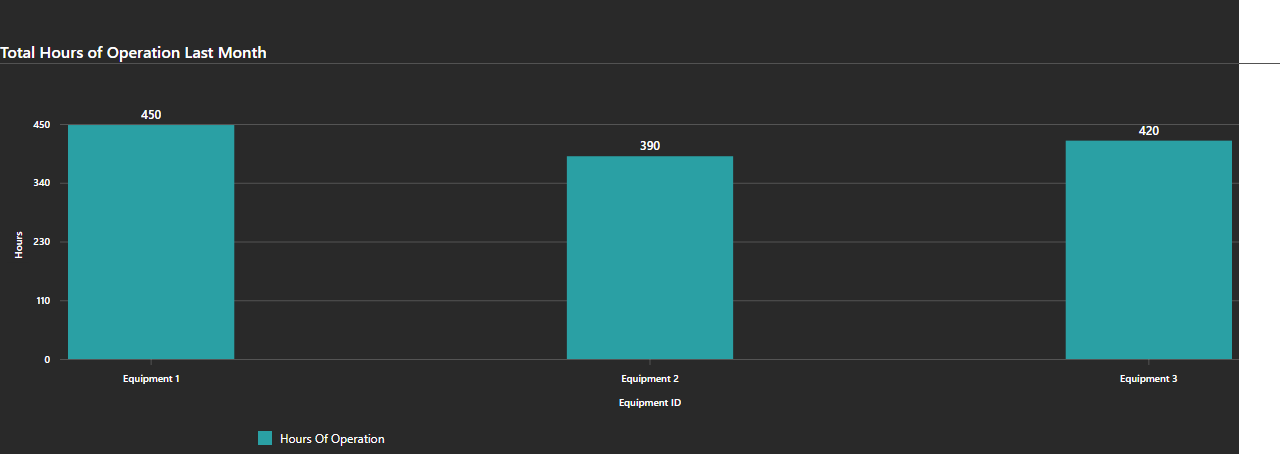 Total Hours of Operation Last Month
450
390
420
450
340
230
110
0
Hours
Equipment 1
Equipment 2
Equipment 3
Equipment ID
Hours Of Operation